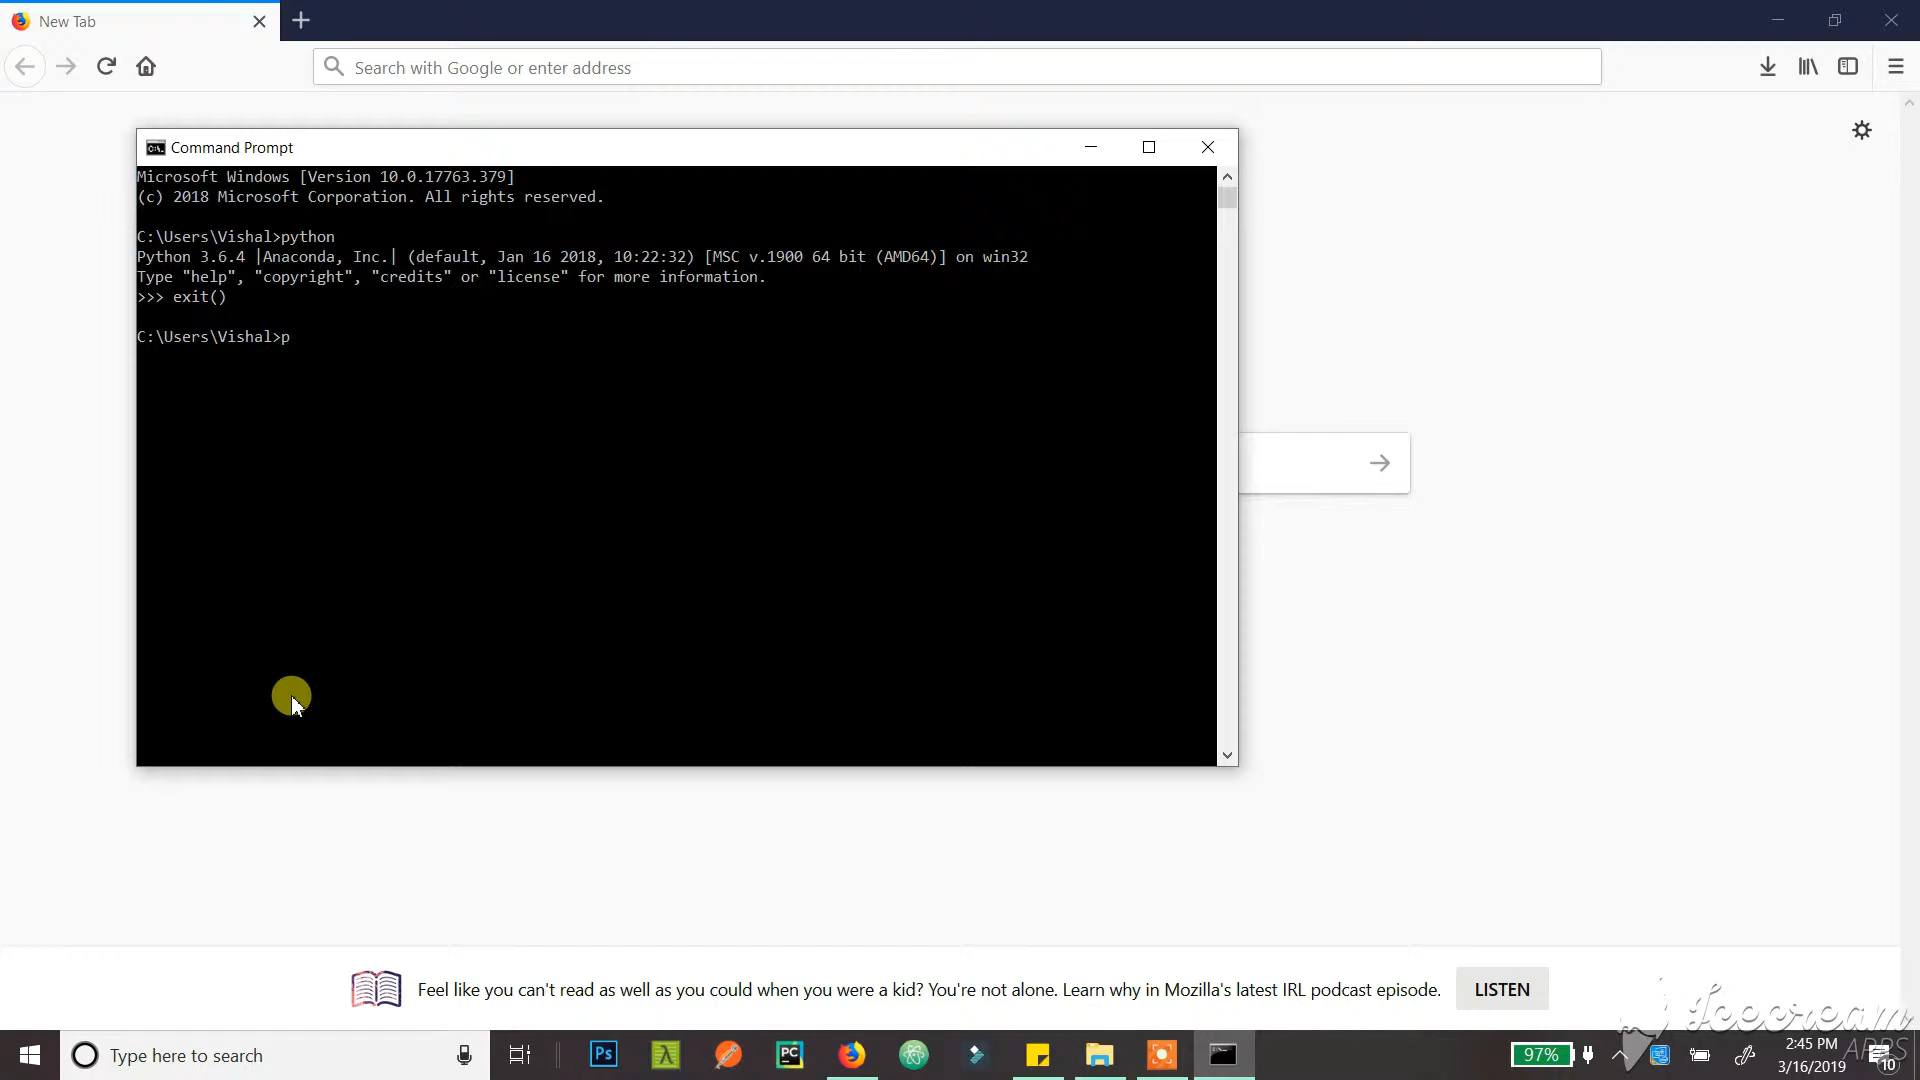 New Tab
Search with Google or enter address
Command Prompt
Microsoft Windows [Version 10.0.17763.379]
(c) 2018 Microsoft Corporation. All rights reserved.
C:\Users\Vishal>python
Python 3.6.4 |Anaconda, Inc.| (default, Jan 16 2018, 10:22:32) [MSC v.1900 64 bit (AMD64)] on win32
Type "help", "copyright", "credits" or "license" for more information.
>>> exit()
C:\Users\Vishal>p
Feel like you can't read as well as you could when you were a kid? You're not alone. Learn why in Mozilla's latest IRL podcast episode.
LISTEN
Icecream
APPS
Type here to search
Ps
PC
97%
2:45 PM
3/16/2019
10